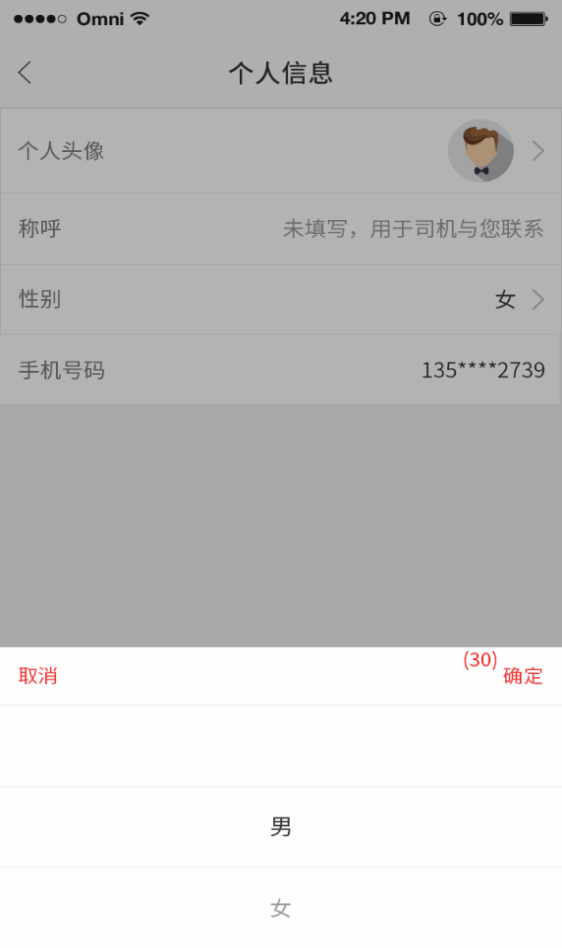 Omni 4:20 PM 100%
个人信息
个人头像
称呼 未填写，用于司机与您联系
性别 女
手机号码 135****2739
取消 (30) 确定
男
女